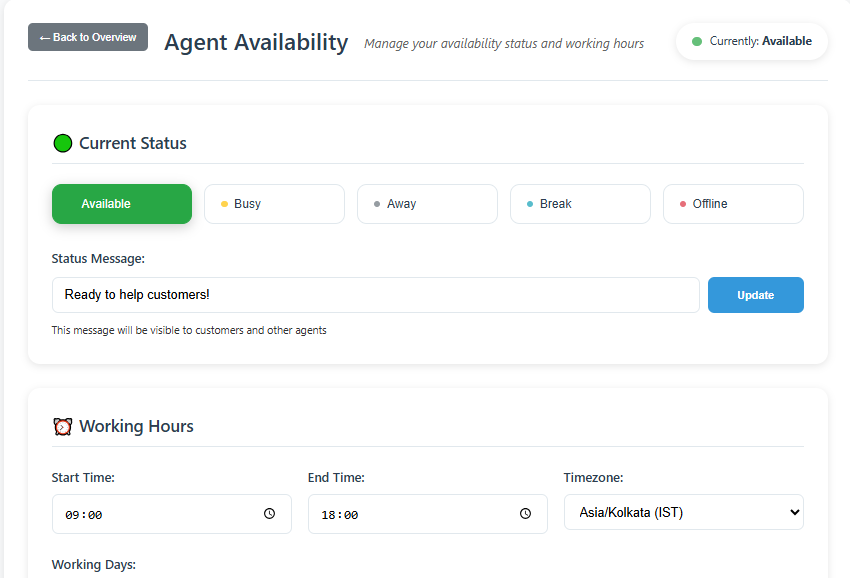 ← Back to Overview
Agent Availability
Manage your availability status and working hours
Currently: Available
Current Status
Available
Busy
Away
Break
Offline
Status Message:
Ready to help customers!
Update
This message will be visible to customers and other agents
Working Hours
Start Time:
End Time:
Timezone:
09:00
18:00
Asia/Kolkata (IST)
Working Days: